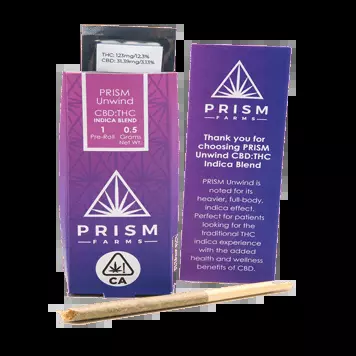 THC: 123mg/12.3%
CBD: 31.39mg/3.13%
PRISM
Unwind
CBD:THC
INDICA BLEND
1 0.5
Pre-Roll Grams
Net Wt.
PRISM
FARMS
CA
PRISM
FARMS
Thank you for
choosing PRISM
Unwind CBD:THC
Indica Blend
PRISM Unwind is
noted for its
heavier, full-body,
indica effect.
Perfect for patients
looking for the
traditional THC
indica experience
with the added
health and wellness
benefits of CBD.